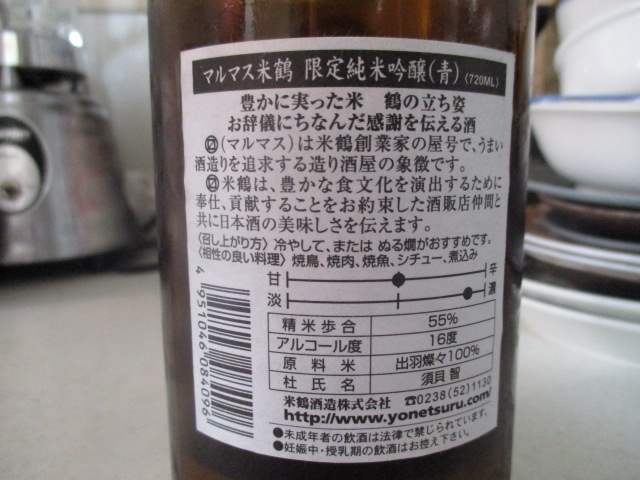 マルマス米鶴 限定純米吟醸(青) (720ML)
豊かに実った米 鶴の立ち姿
お辞儀にちなんだ感謝を伝える酒
(マルマス)は米鶴創業家の屋号で、うまい
酒造りを追求する造り酒屋の象徴です。
米鶴は、豊かな食文化を演出するために
奉仕、貢献することをお約束した酒販店仲間と
共に日本酒の美味しさを伝えます。
〈召し上がり方〉冷やして、または ぬる燗がおすすめです。
〈相性の良い料理〉焼鳥、焼肉、焼魚、シチュー、煮込み
甘 辛
淡 濃
精米歩合 55%
アルコール度 16度
原料米 出羽燦々100%
杜氏名 須貝 智
米鶴酒造株式会社 ☎0238(52)1130
http://www.yonetsuru.com/
●未成年者の飲酒は法律で禁じられています。
●妊娠中・授乳期の飲酒はお控え下さい。
4 951046 084096